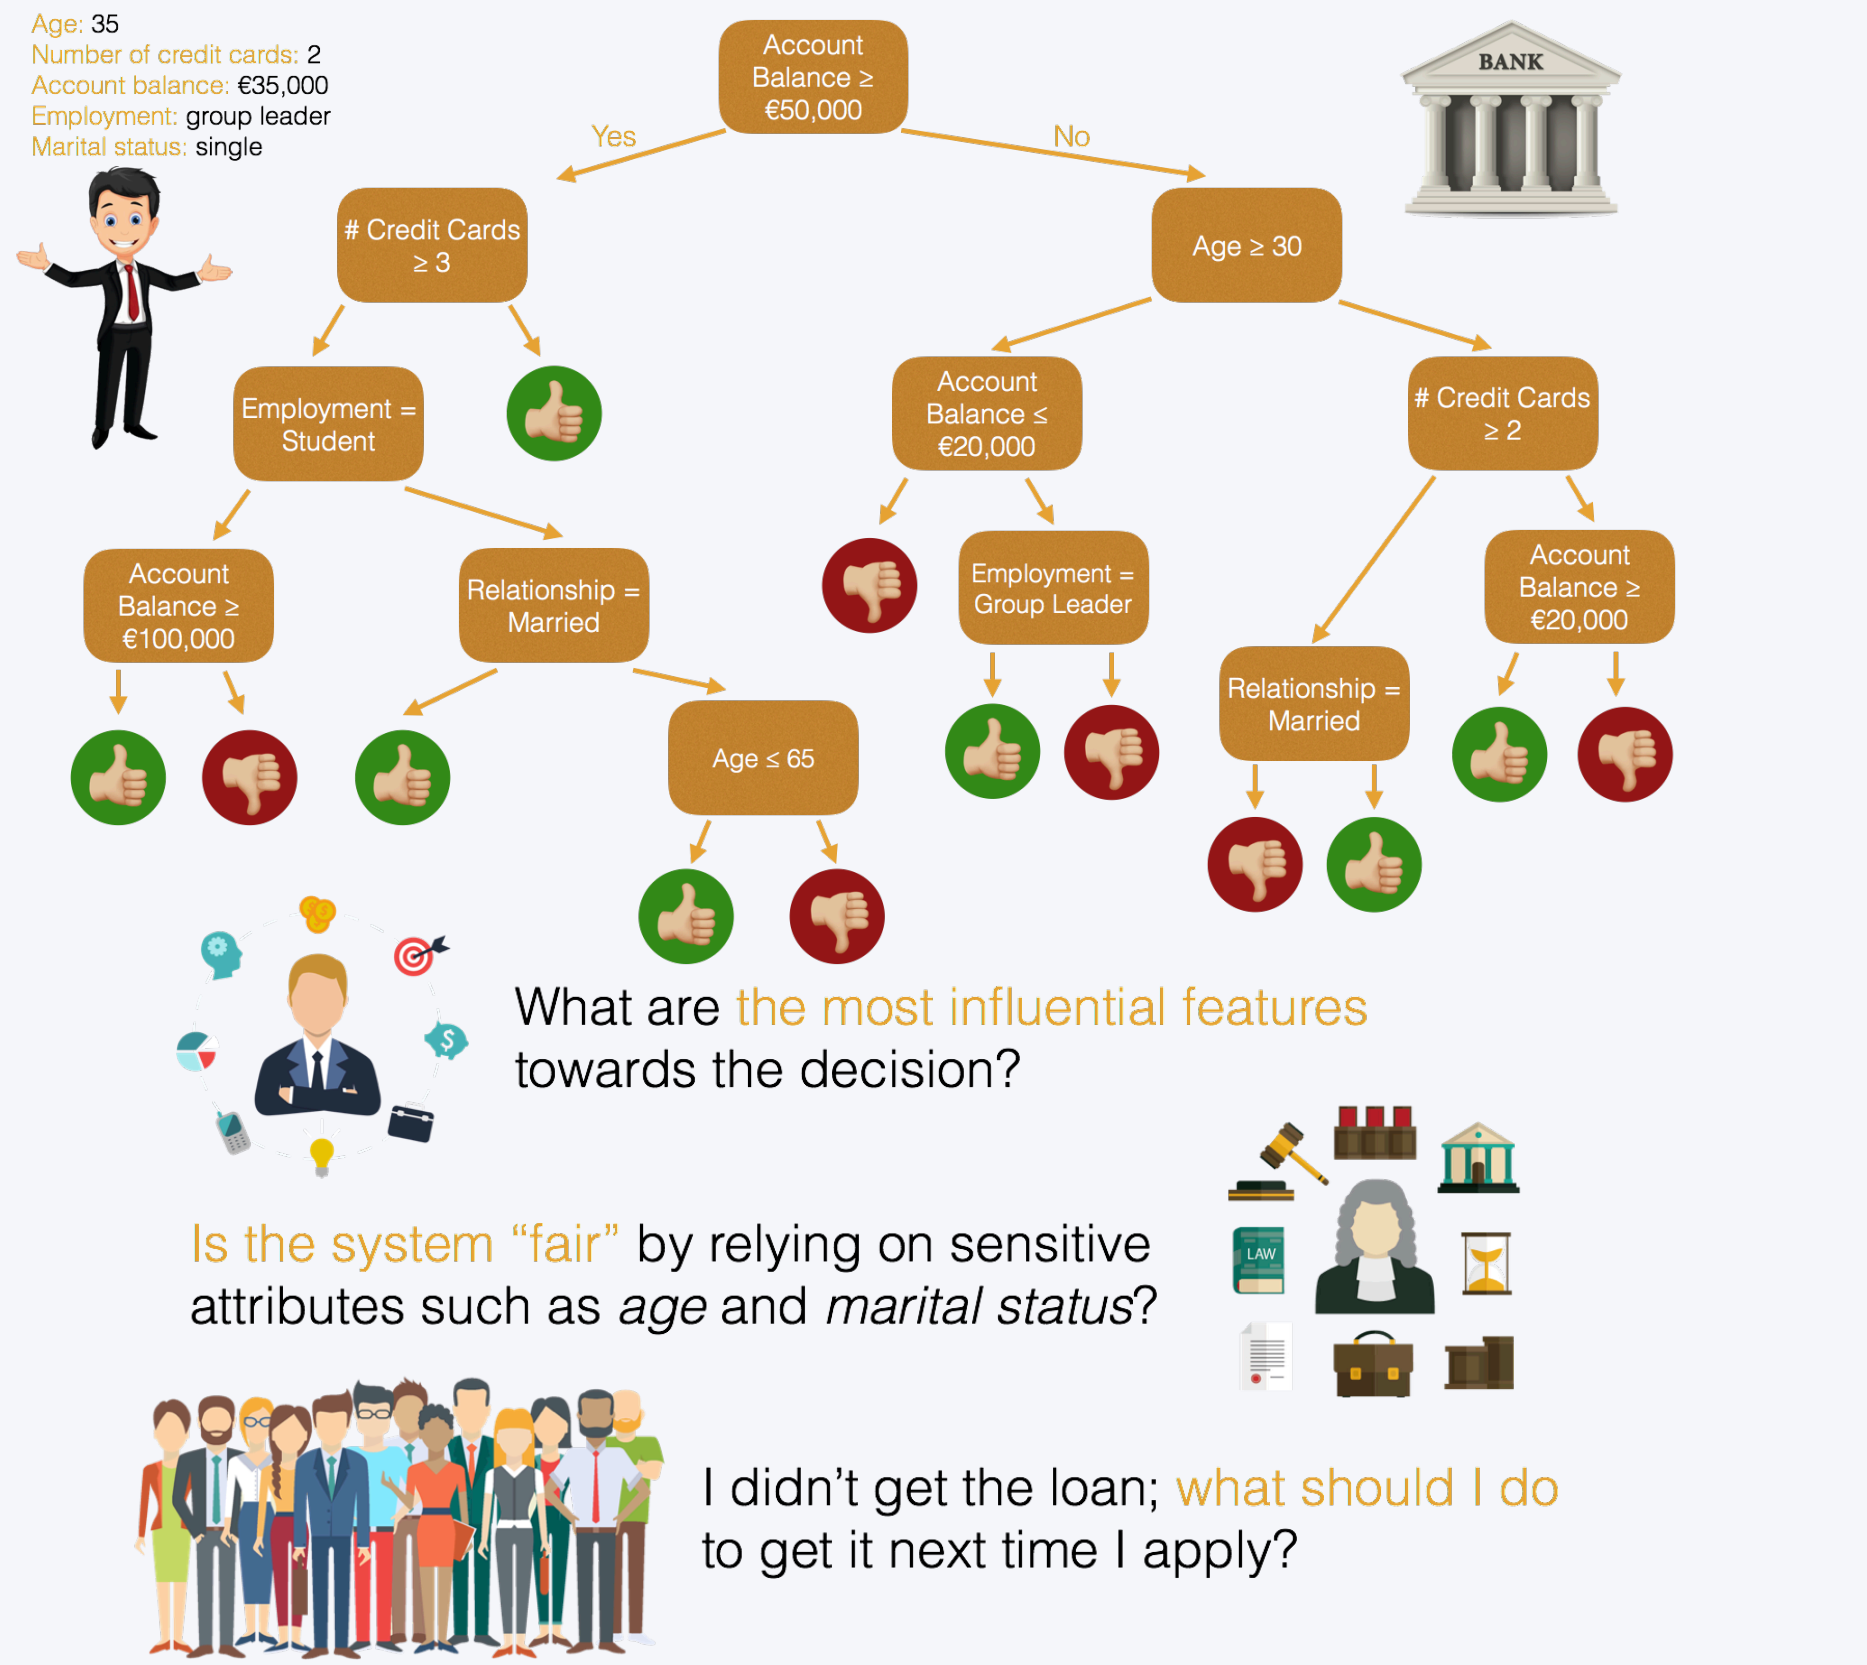 Age: 35
Number of credit cards: 2
Account balance: €35,000
Employment: group leader
Marital status: single
Account
Balance ≥
€50,000
BANK
Yes
No
# Credit Cards
≥ 3
Age ≥ 30
Employment =
Student
Account
Balance ≤
€20,000
# Credit Cards
≥ 2
Account
Balance ≥
€100,000
Relationship =
Married
Employment =
Group Leader
Account
Balance ≥
€20,000
Relationship =
Married
Age ≤ 65
What are the most influential features
towards the decision?
Is the system “fair” by relying on sensitive
attributes such as age and marital status?
LAW
I didn’t get the loan; what should I do
to get it next time I apply?